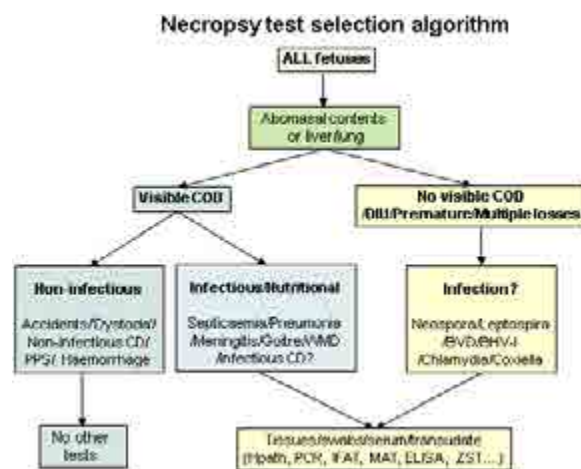 Necropsy test selection algorithm
ALL fetuses
Abomasal contents
or liver/lung
Visible COD
No visible COD
/DIU/Premature/Multiple losses
Non-infectious
Accidents/Dystocia/
Non-infectious CD/
PPS/ Haemorrhage
Infectious/Nutritional
Septicaemia/Pneumonia
/Meningitis/Goitre/WMD
/Infectious CD?
Infection?
Neospora/Leptospira
/BVD/BHV-I
/Chlamydia/Coxiella
No other
tests
Tissues/swabs/serum/transudate
(Hpath, PCR, IFAT, MAT, ELISA, ZST...)